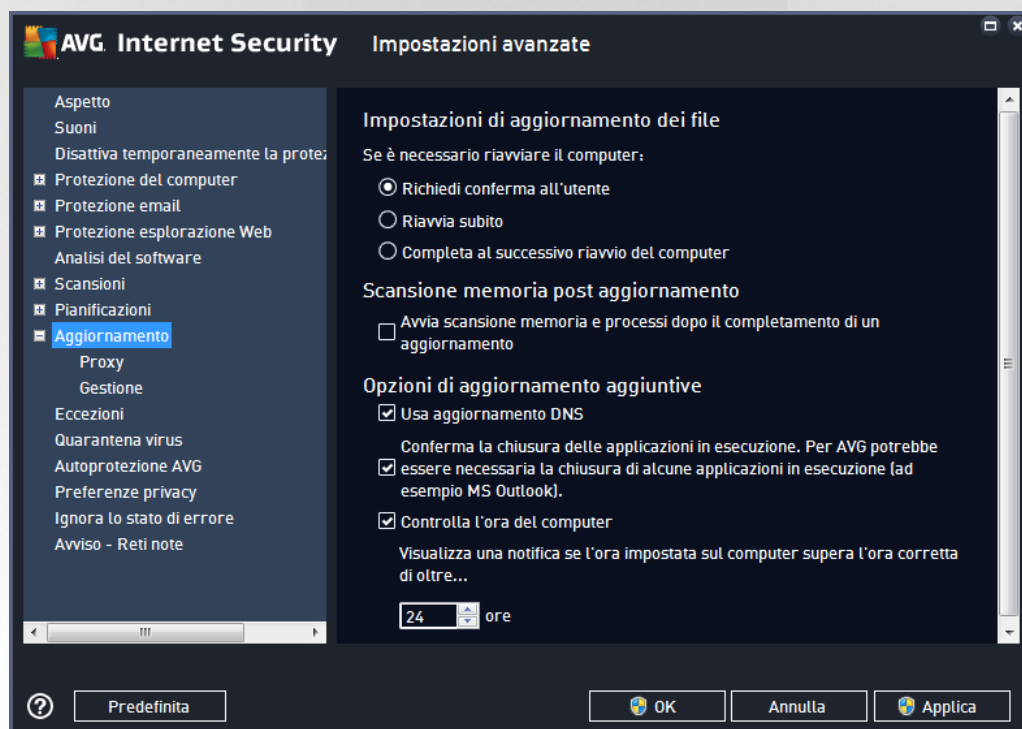 AVG. Internet Security
Impostazioni avanzate
Aspetto
Suoni
Disattiva temporaneamente la
Protezione del computer
Protezione email
Protezione esplorazione Web
Analisi del software
Scansioni
Pianificazioni
Aggiornamento
Proxy
Gestione
Eccezioni
Quarantena virus
Autoprotezione AVG
Preferenze privacy
Ignora lo stato di errore
Avviso - Reti note
Impostazioni di aggiornamento dei file
Se è necessario riavviare il computer:
Richiedi conferma all'utente
Riavvia subito
Completa al successivo riavvio del computer
Scansione memoria post aggiornamento
Avvia scansione memoria e processi dopo il completamento di un
aggiornamento
Opzioni di aggiornamento aggiuntive
Usa aggiornamento DNS
Conferma la chiusura delle applicazioni in esecuzione. Per AVG potrebbe
essere necessaria la chiusura di alcune applicazioni in esecuzione (ad
esempio MS Outlook).
Controlla l'ora del computer
Visualizza una notifica se l'ora impostata sul computer supera l'ora corretta
di oltre...
24 ore
Predefinita
OK
Annulla
Applica